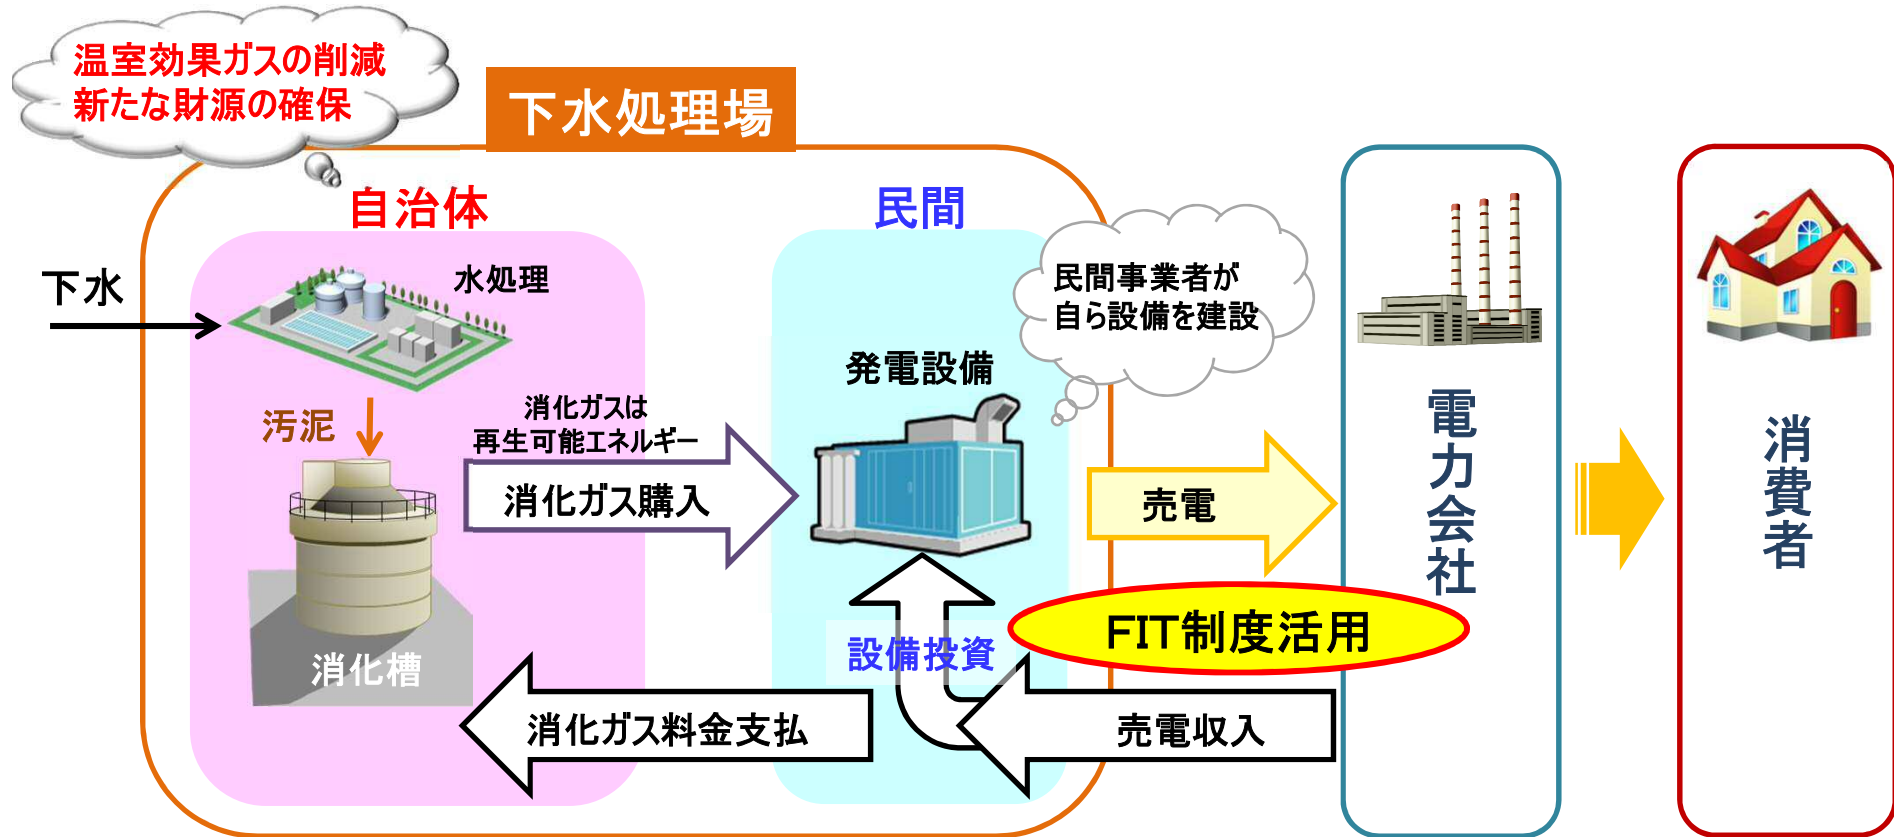 温室効果ガスの削減
新たな財源の確保
下水処理場
自治体
民間
下水
水処理
民間事業者が
自ら設備を建設
発電設備
汚泥
消化ガスは
再生可能エネルギー
消化ガス購入
売電
電力会社
消費者
FIT制度活用
設備投資
消化槽
消化ガス料金支払
売電収入